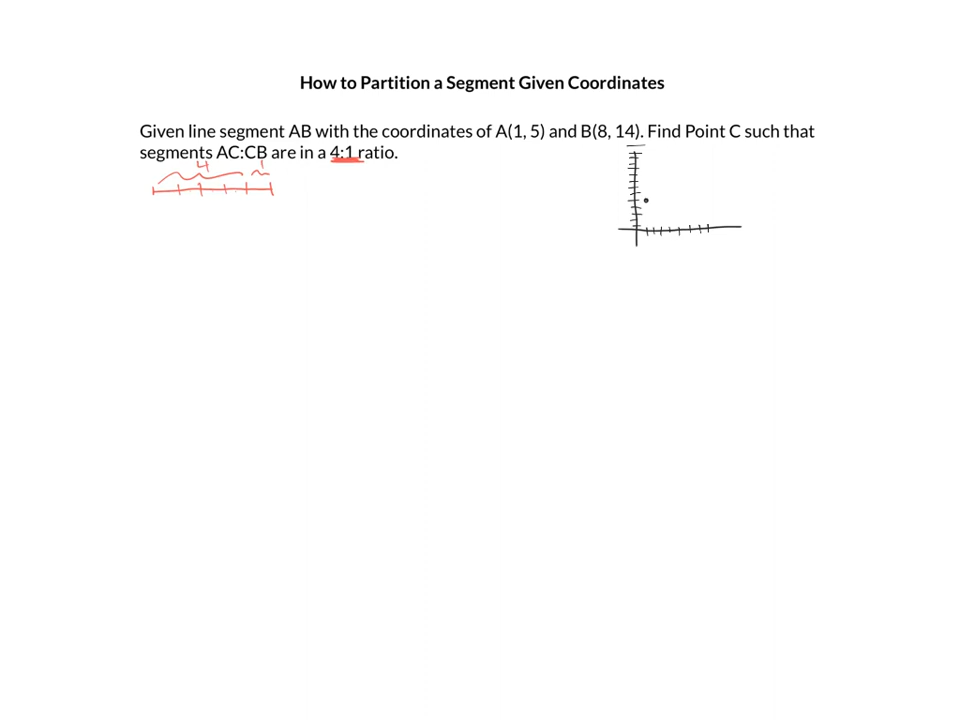 How to Partition a Segment Given Coordinates
Given line segment AB with the coordinates of A(1, 5) and B(8, 14). Find Point C such that
segments AC:CB are in a 4:1 ratio.
4 1